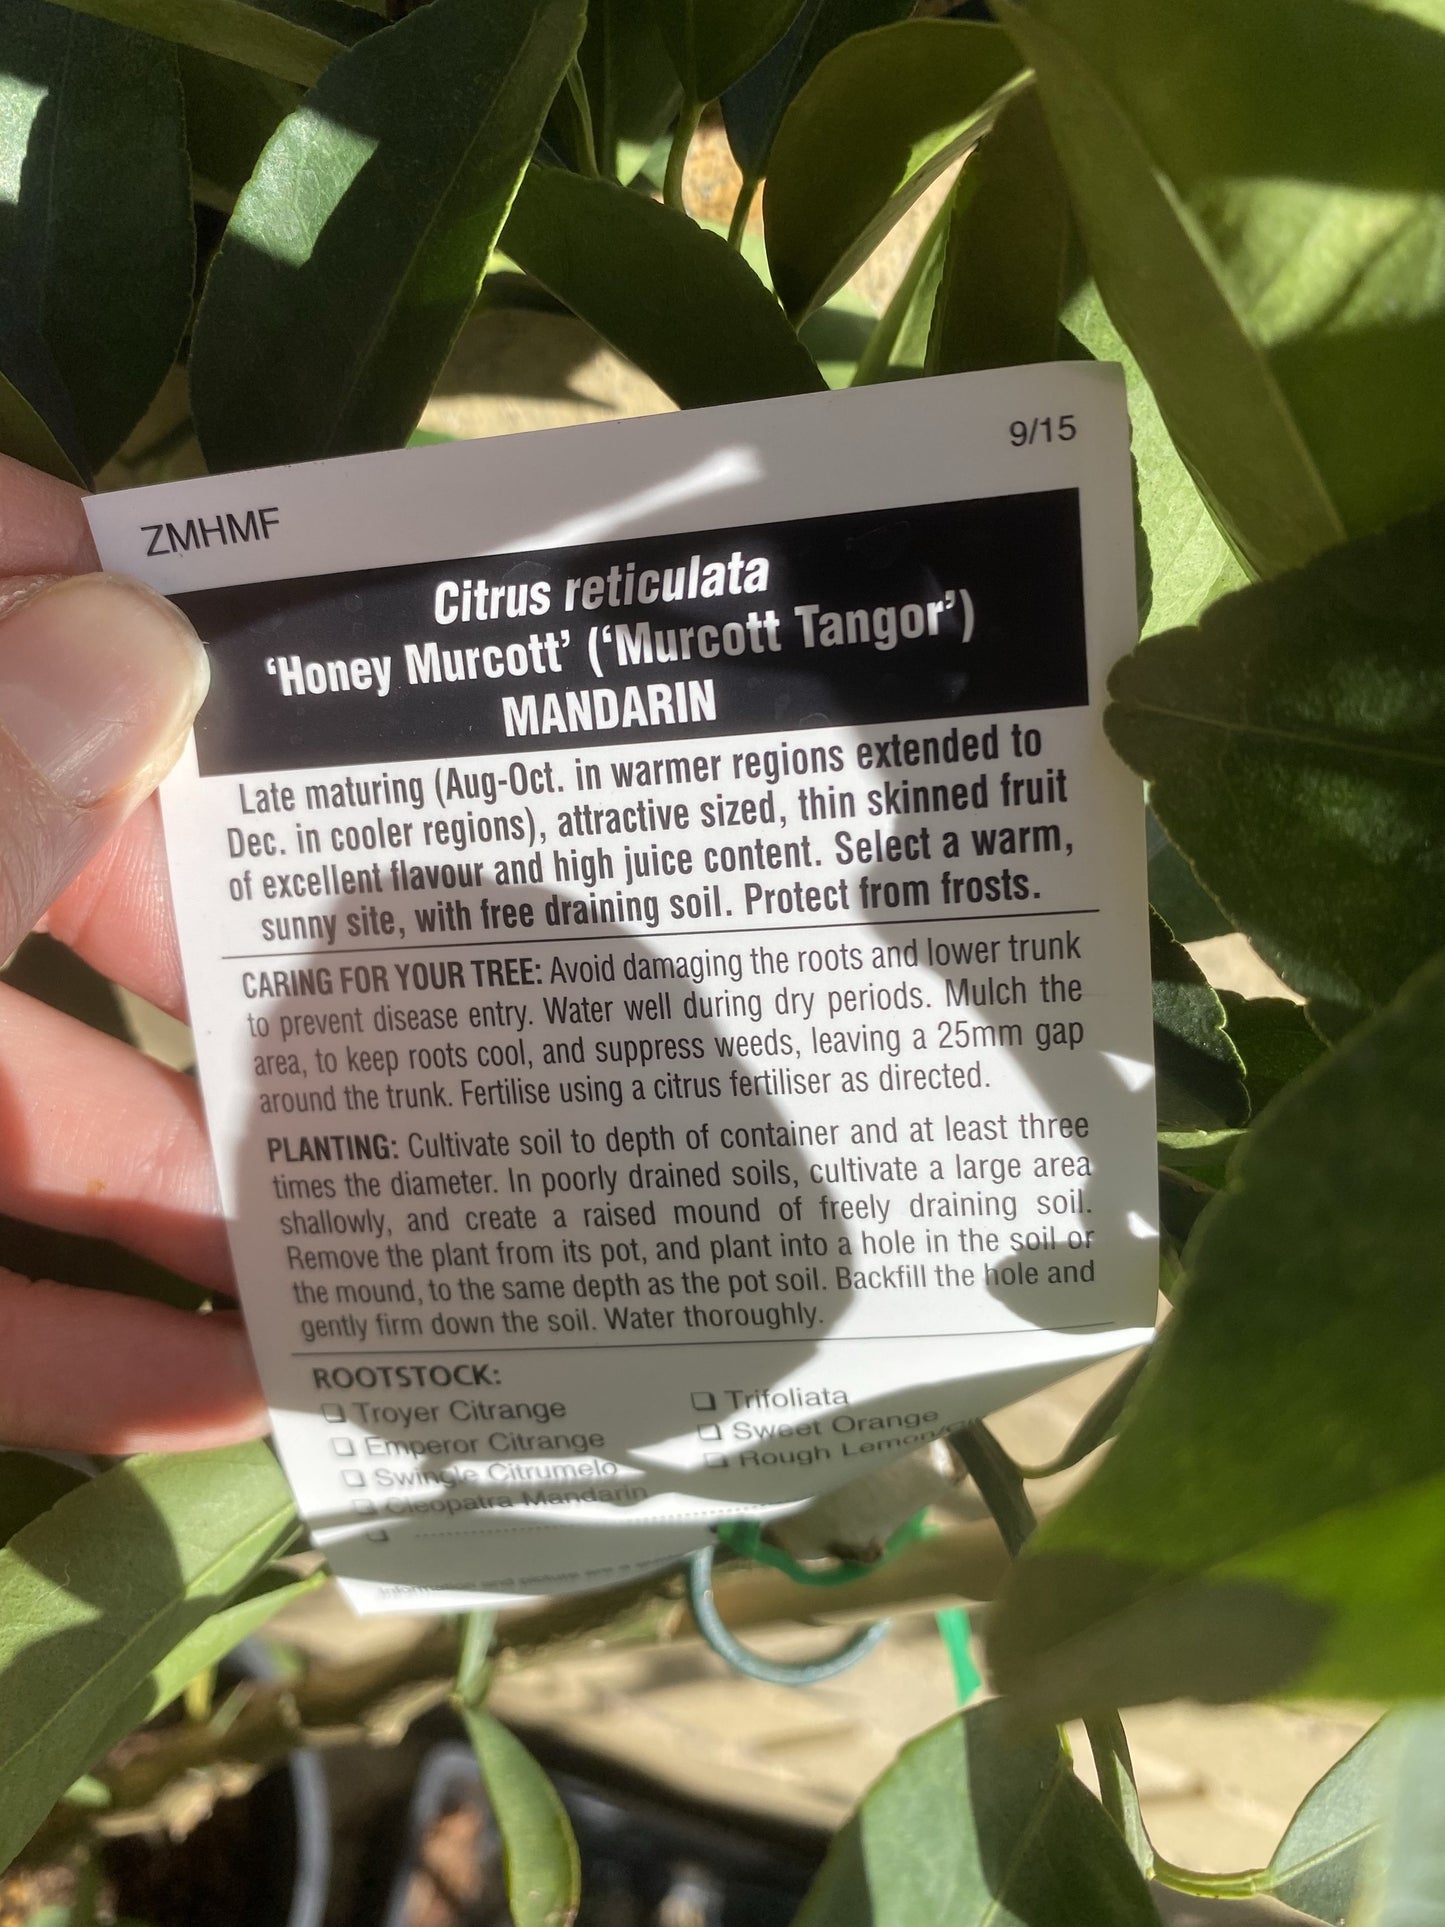 9/15
ZMHMF
Citrus reticulata
‘Honey Murcott’ (‘Murcott Tangor’)
MANDARIN
Late maturing (Aug-Oct. in warmer regions extended to
Dec. in cooler regions), attractive sized, thin skinned fruit
of excellent flavour and high juice content. Select a warm,
sunny site, with free draining soil. Protect from frosts.
CARING FOR YOUR TREE: Avoid damaging the roots and lower trunk
to prevent disease entry. Water well during dry periods. Mulch the
area, to keep roots cool, and suppress weeds, leaving a 25mm gap
around the trunk. Fertilise using a citrus fertiliser as directed.
PLANTING: Cultivate soil to depth of container and at least three
times the diameter. In poorly drained soils, cultivate a large area
shallowly, and create a raised mound of freely draining soil.
Remove the plant from its pot, and plant into a hole in the soil or
the mound, to the same depth as the pot soil. Backfill the hole and
gently firm down the soil. Water thoroughly.
ROOTSTOCK:
❏ Troyer Citrange
❏ Emperor Citrange
❏ Swingle Citrumelo
❏ Cleopatra Mandarin
❏ ..............................
❏ Trifoliata
❏ Sweet Orange
❏ Rough Lemon
Information and picture are a